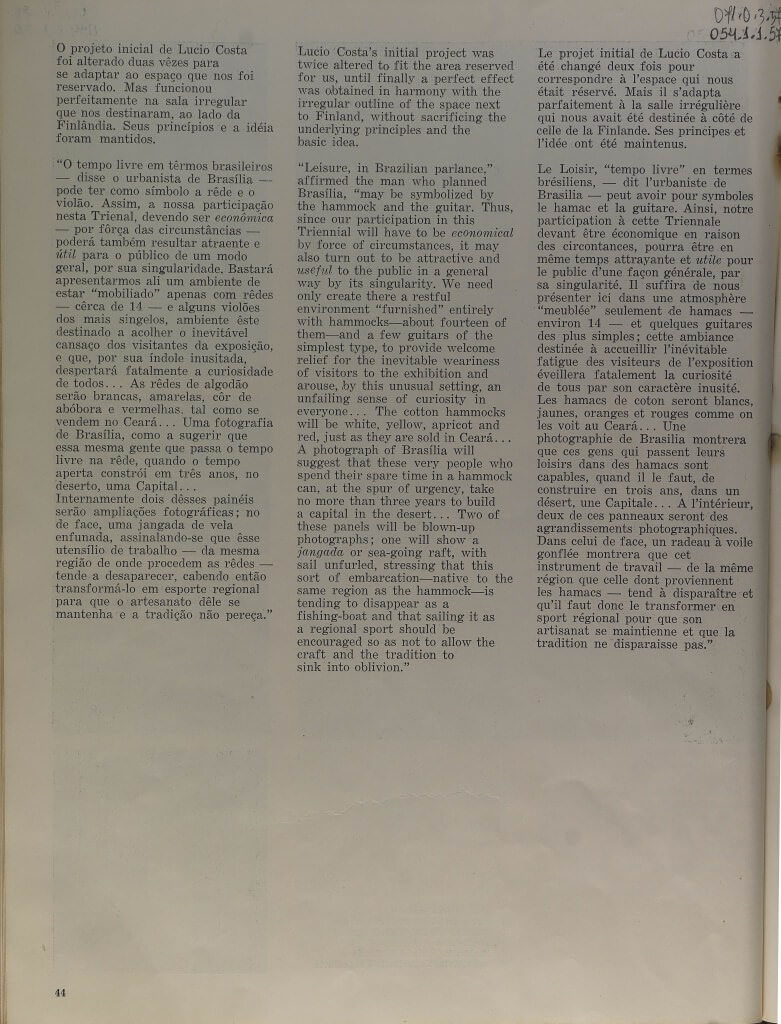 O projeto inicial de Lucio Costa
foi alterado duas vêzes para
se adaptar ao espaço que nos foi
reservado. Mas funcionou
perfeitamente na sala irregular
que nos destinaram, ao lado da
Finlândia. Seus princípios e a idéia
foram mantidos.
“O tempo livre em têrmos brasileiros
— disse o urbanista de Brasília —
pode ter como símbolo a rêde e o
violão. Assim, a nossa participação
nesta Trienal, devendo ser econômica
— por fôrça das circunstâncias —
poderá também resultar atraente e
útil para o público de um modo
geral, por sua singularidade. Bastará
apresentarmos ali um ambiente de
estar “mobiliado” apenas com rêdes
— cêrca de 14 — e alguns violões
dos mais singelos, ambiente êste
destinado a acolher o inevitável
cansaço dos visitantes da exposição,
e que, por sua índole inusitada,
despertará fatalmente a curiosidade
de todos... As rêdes de algodão
serão brancas, amarelas, côr de
abóbora e vermelhas, tal como se
vendem no Ceará... Uma fotografia
de Brasília, como a sugerir que
essa mesma gente que passa o tempo
livre na rêde, quando o tempo
aperta constrói em três anos, no
deserto, uma Capital...
Internamente dois dêsses painéis
serão ampliações fotográficas; no
de face, uma jangada de vela
enfunada, assinalando-se que êsse
utensílio de trabalho — da mesma
região de onde procedem as rêdes —
tende a desaparecer, cabendo então
transformá-lo em esporte regional
para que o artesanato dêle se
mantenha e a tradição não pereça.”
Lucio Costa's initial project was
twice altered to fit the area reserved
for us, until finally a perfect effect
was obtained in harmony with the
irregular outline of the space next
to Finland, without sacrificing the
underlying principles and the
basic idea.
“Leisure, in Brazilian parlance,”
affirmed the man who planned
Brasília, “may be symbolized by
the hammock and the guitar. Thus,
since our participation in this
Triennial will have to be economical
by force of circumstances, it may
also turn out to be attractive and
useful to the public in a general
way by its singularity. We need
only create there a restful
environment “furnished” entirely
with hammocks—about fourteen of
them—and a few guitars of the
simplest type, to provide welcome
relief for the inevitable weariness
of visitors to the exhibition and
arouse, by this unusual setting, an
unfailing sense of curiosity in
everyone... The cotton hammocks
will be white, yellow, apricot and
red, just as they are sold in Ceará...
A photograph of Brasília will
suggest that these very people who
spend their spare time in a hammock
can, at the spur of urgency, take
no more than three years to build
a capital in the desert... Two of
these panels will be blown-up
photographs; one will show a
jangada or sea-going raft, with
sail unfurled, stressing that this
sort of embarcation—native to the
same region as the hammock—is
tending to disappear as a
fishing-boat and that sailing it as
a regional sport should be
encouraged so as not to allow the
craft and the tradition to
sink into oblivion.”
Le projet initial de Lucio Costa a
été changé deux fois pour
correspondre à l'espace qui nous
était réservé. Mais il s'adapta
parfaitement à la salle irrégulière
qui nous avait été destinée à côté de
celle de la Finlande. Ses principes et
l'idée ont été maintenus.
Le Loisir, “tempo livre” en termes
brésiliens, — dit l'urbaniste de
Brasilia — peut avoir pour symboles
le hamac et la guitare. Ainsi, notre
participation à cette Triennale
devant être économique en raison
des circontances, pourra être en
même temps attrayante et utile pour
le public d'une façon générale, par
sa singularité. Il suffira de nous
présenter ici dans une atmosphère
“meublée” seulement de hamacs —
environ 14 — et quelques guitares
des plus simples; cette ambiance
destinée à accueillir l'inévitable
fatigue des visiteurs de l'exposition
éveillera fatalement la curiosité
de tous par son caractère inusité.
Les hamacs de coton seront blancs,
jaunes, oranges et rouges comme on
les voit au Ceará... Une
photographie de Brasilia montrera
que ces gens qui passent leurs
loisirs dans des hamacs sont
capables, quand il le faut, de
construire en trois ans, dans un
désert, une Capitale... A l'intérieur,
deux de ces panneaux seront des
agrandissements photographiques.
Dans celui de face, un radeau à voile
gonflée montrera que cet
instrument de travail — de la même
région que celle dont proviennent
les hamacs — tend à disparaître et
qu'il faut donc le transformer en
sport régional pour que son
artisanat se maintienne et que la
tradition ne disparaisse pas.”
44